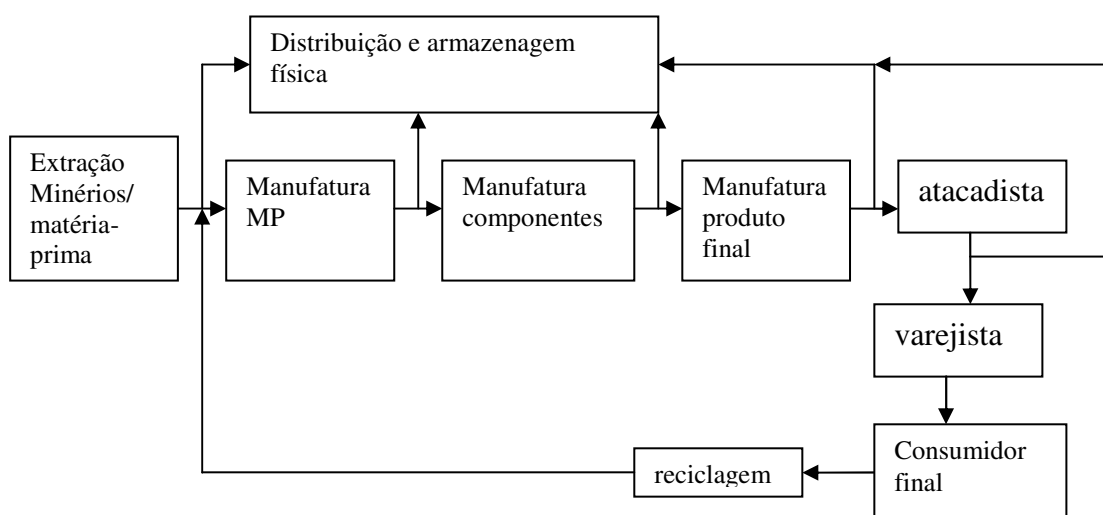 Distribuição e armazenagem
física
Extração
Minérios/
matéria-
prima
Manufatura
MP
Manufatura
componentes
Manufatura
produto
final
atacadista
varejista
Consumidor
final
reciclagem